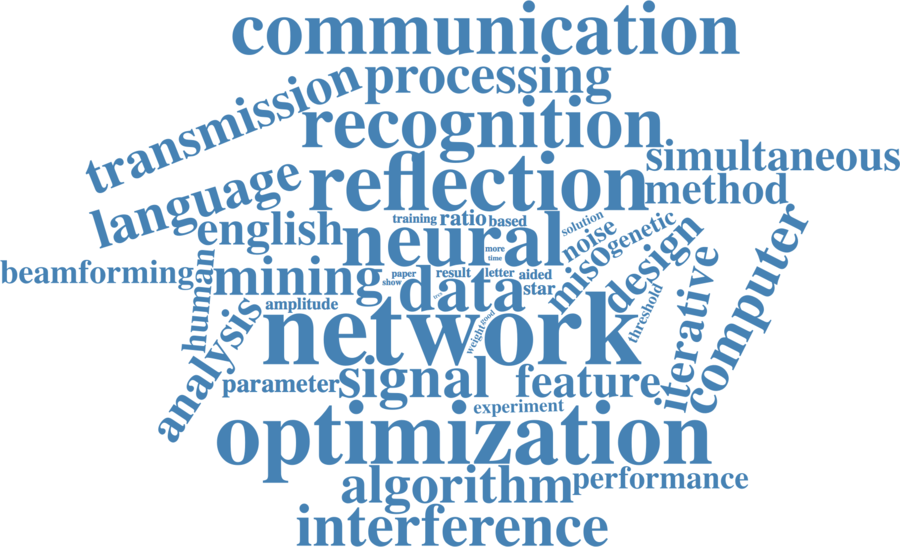 communication
processing
transmission
recognition
simultaneous
reflection
method
language
training
ratio
based
solution
english
neural
noise
genetic
more
time
beamforming
human
mining
paper
show
result
letter
aided
data
star
miso
design
threshold
iterative
computer
amplitude
network
weight
good
analysis
parameter
signal
feature
experiment
optimization
algorithm
performance
interference